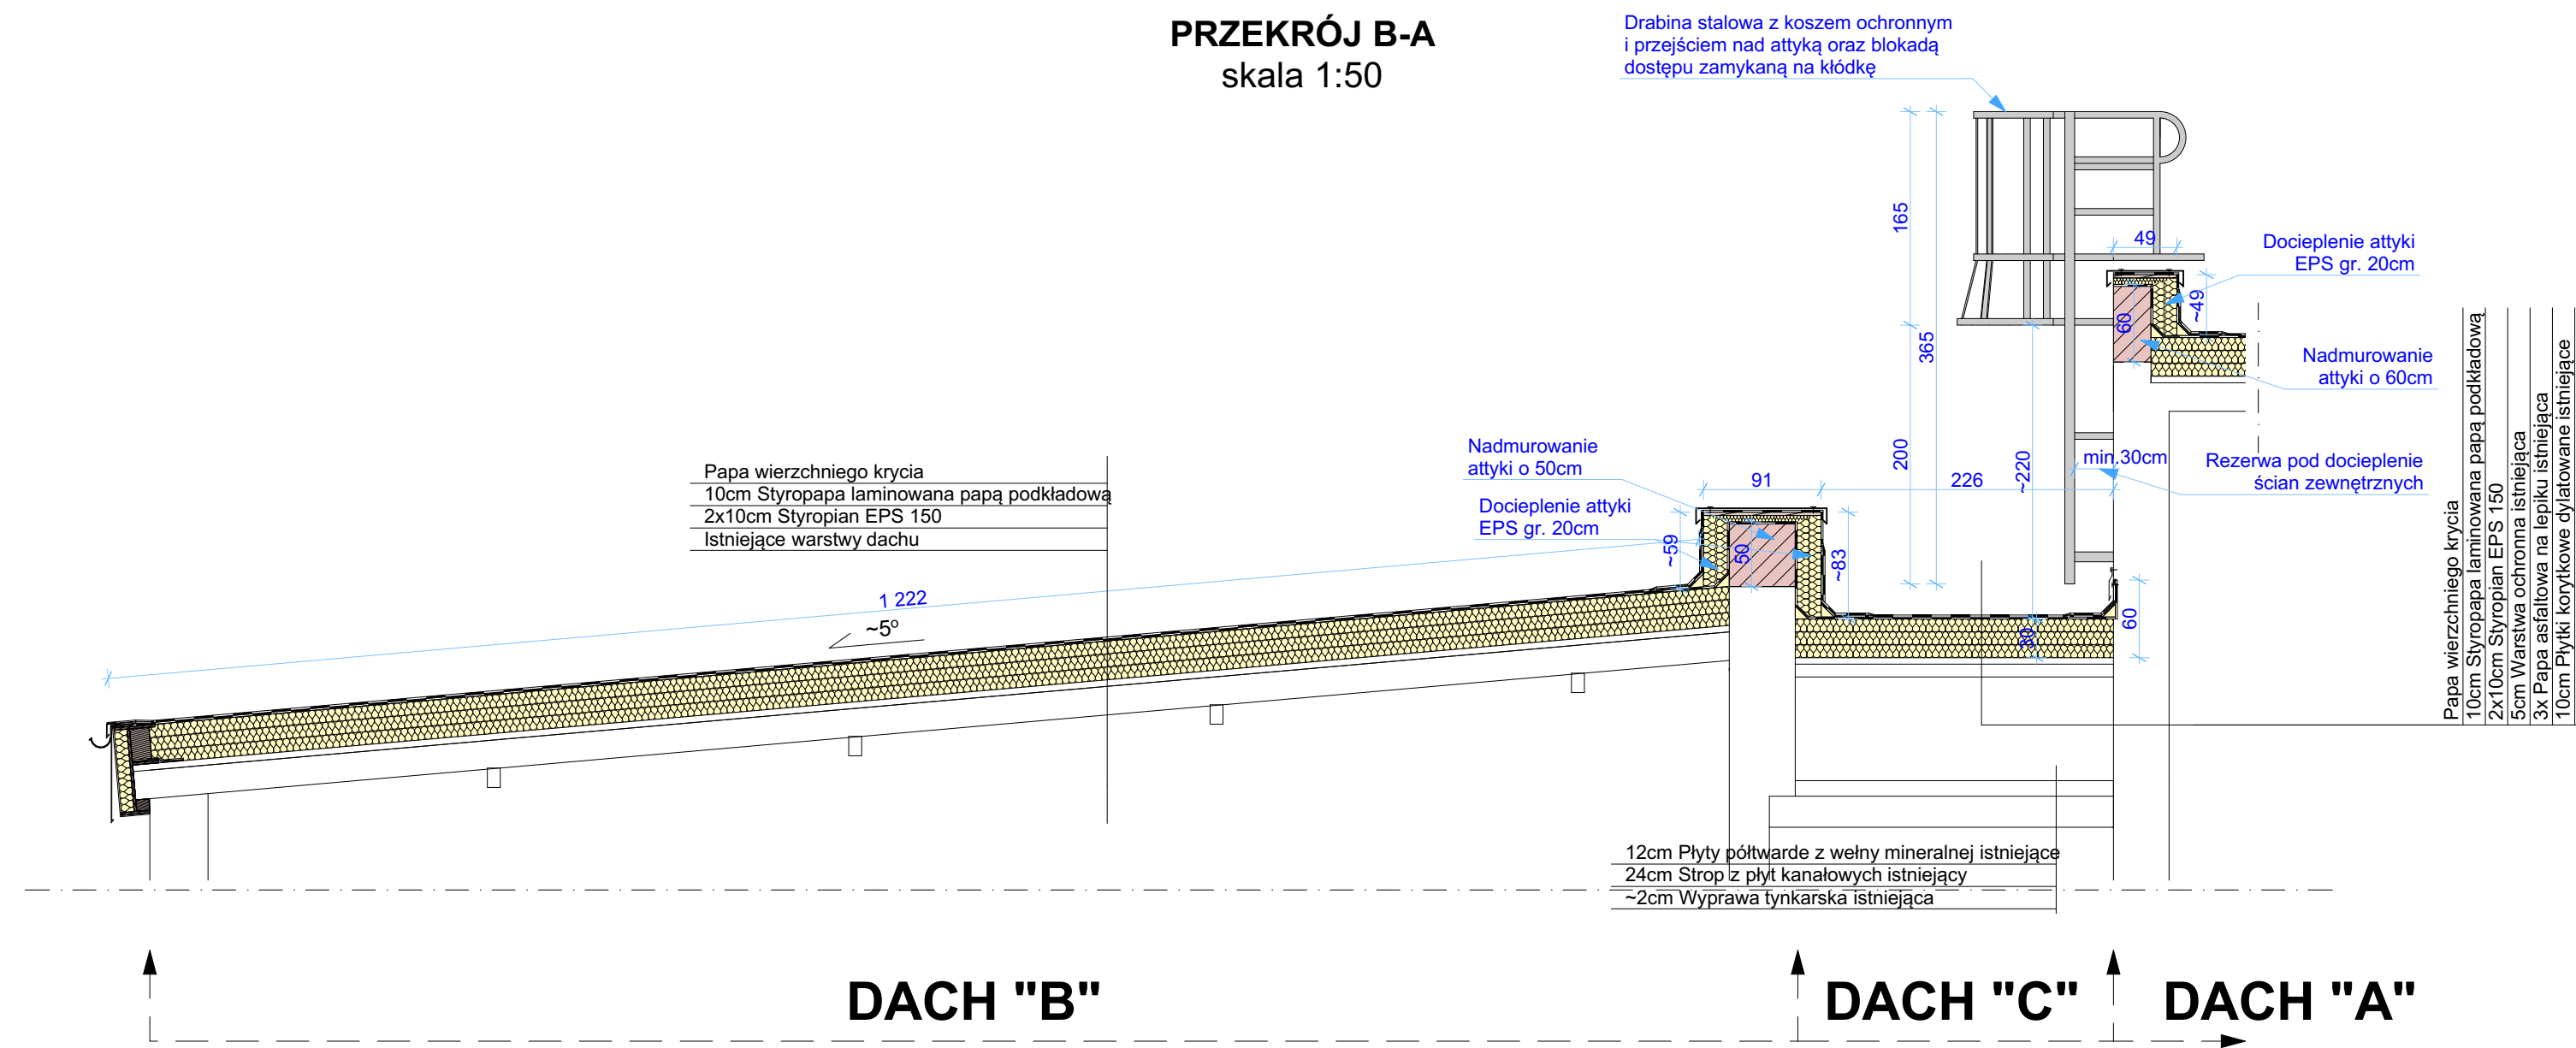 PRZEKRÓJ B-A
skala 1:50
Drabina stalowa z koszem ochronnym
i przejściem nad attyką oraz blokadą
dostępu zamykaną na kłódkę
165
365
200
~220
49
~49
60
Docieplenie attyki
EPS gr. 20cm
Nadmurowanie
attyki o 60cm
min.30cm
Rezerwa pod docieplenie
ścian zewnętrznych
Nadmurowanie
attyki o 50cm
Docieplenie attyki
EPS gr. 20cm
91
226
~59
50
~83
30
60
Papa wierzchniego krycia
10cm Styropapa laminowana papą podkładową
2x10cm Styropian EPS 150
Istniejące warstwy dachu
1 222
~5º
Papa wierzchniego krycia
10cm Styropapa laminowana papą podkładową
2x10cm Styropian EPS 150
5cm Warstwa ochronna istniejąca
3x Papa asfaltowa na lepiku istniejąca
10cm Płytki korytkowe dylatowane istniejące
12cm Płyty półtwarde z wełny mineralnej istniejące
24cm Strop z płyt kanałowych istniejący
~2cm Wyprawa tynkarska istniejąca
DACH "B"
DACH "C"
DACH "A"